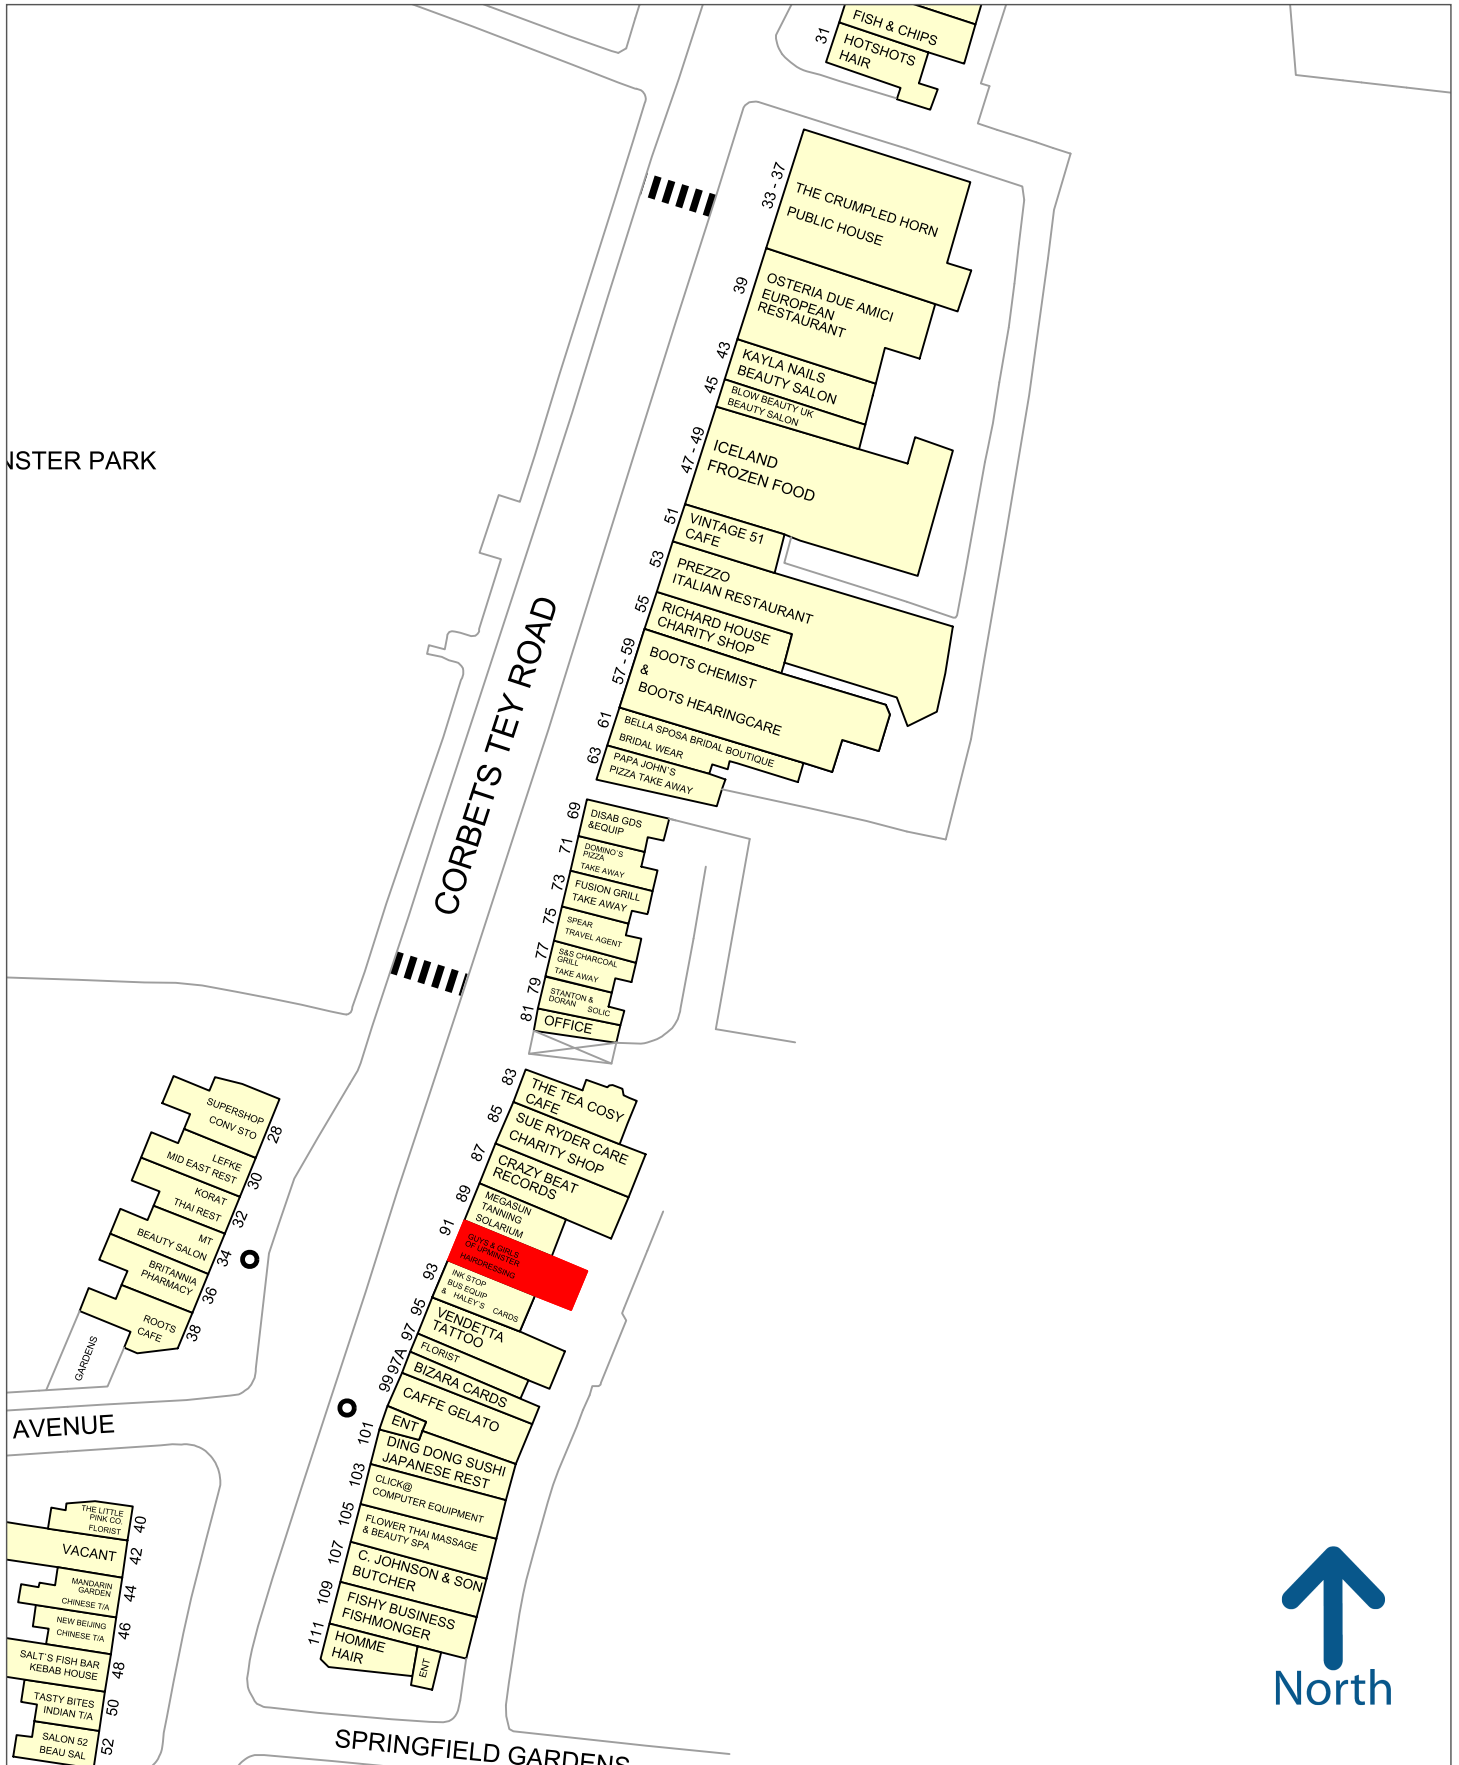 31
FISH & CHIPS
HOTSHOTS
HAIR
33 - 37
THE CRUMPLED HORN
PUBLIC HOUSE
39
OSTERIA DUE AMICI
EUROPEAN
RESTAURANT
43
KAYLA NAILS
BEAUTY SALON
45
BLOW BEAUTY UK
BEAUTY SALON
47 - 49
ICELAND
FROZEN FOOD
NSTER PARK
51
VINTAGE 51
CAFE
53
PREZZO
ITALIAN RESTAURANT
55
RICHARD HOUSE
CHARITY SHOP
57 - 59
BOOTS CHEMIST
&
BOOTS HEARINGCARE
61
BELLA SPOSA BRIDAL BOUTIQUE
BRIDAL WEAR
63
PAPA JOHN`S
PIZZA TAKE AWAY
CORBETS TEY ROAD
69
DISAB GDS
&EQUIP
71
DOMINO`S
PIZZA
TAKE AWAY
73
FUSION GRILL
TAKE AWAY
75
SPEAR
TRAVEL AGENT
77
S&S CHARCOAL
GRILL
TAKE AWAY
79
STANTON &
DORAN SOLIC
81
OFFICE
83
THE TEA COSY
CAFE
85
SUE RYDER CARE
CHARITY SHOP
87
CRAZY BEAT
RECORDS
89
MEGASUN
TANNING
SOLARIUM
91
GUYS & GIRLS
OF UPMINSTER
HAIRDRESSING
93
INK STOP
BUS EQUIP
& HALEY'S CARDS
95
VENDETTA
TATTOO
97
FLORIST
97A
BIZARA CARDS
99
CAFFE GELATO
ENT
101
DING DONG SUSHI
JAPANESE REST
103
CLICK@
COMPUTER EQUIPMENT
105
FLOWER THAI MASSAGE
& BEAUTY SPA
107
C. JOHNSON & SON
BUTCHER
109
FISHY BUSINESS
FISHMONGER
111
HOMME
HAIR
ENT
SUPERSHOP
CONV STO
28
LEFKE
MID EAST REST
30
KORAT
THAI REST
32
MT
BEAUTY SALON
34
BRITANNIA
PHARMACY
36
ROOTS
CAFE
38
GARDENS
AVENUE
THE LITTLE
PINK CO.
FLORIST
40
VACANT
42
MANDARIN
GARDEN
CHINESE T/A
44
NEW BEIJING
CHINESE T/A
46
SALT`S FISH BAR
KEBAB HOUSE
48
TASTY BITES
INDIAN T/A
50
SALON 52
BEAU SAL
52
SPRINGFIELD GARDENS
North